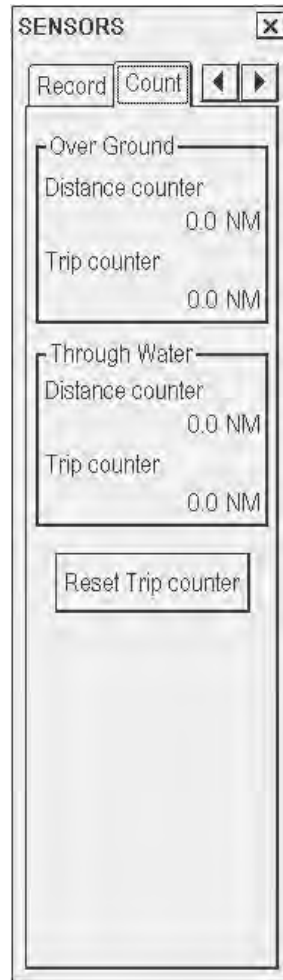 SENSORS
Record Count
Over Ground
Distance counter
0.0 NM
Trip counter
0.0 NM
Through Water
Distance counter
0.0 NM
Trip counter
0.0 NM
Reset Trip counter